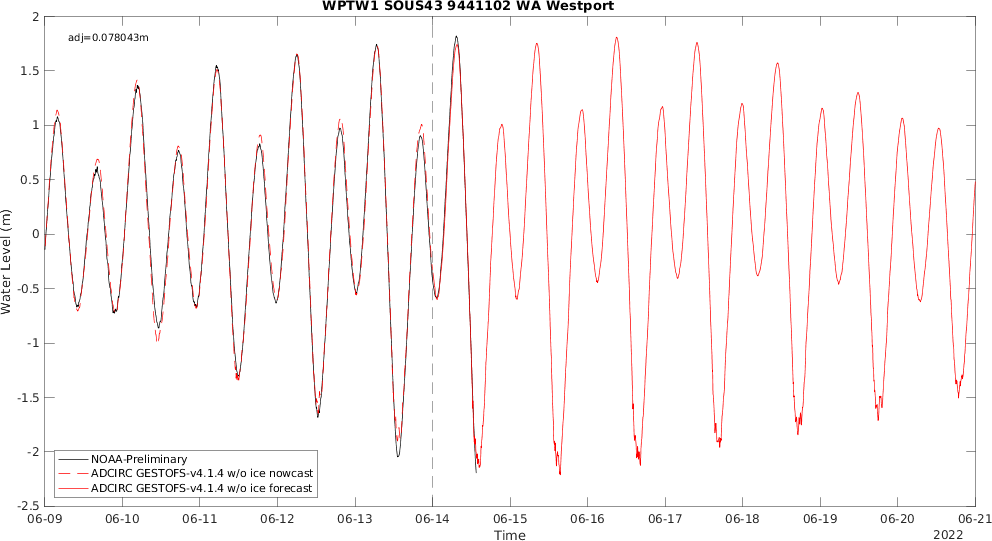 WPTW1 SOUS43 9441102 WA Westport
adj=0.078043m
2
1.5
1
0.5
0
-0.5
-1
-1.5
-2
-2.5
Water Level (m)
NOAA-Preliminary
ADCIRC GESTOFS-v4.1.4 w/o ice nowcast
ADCIRC GESTOFS-v4.1.4 w/o ice forecast
06-09 06-10 06-11 06-12 06-13 06-14 06-15 06-16 06-17 06-18 06-19 06-20 06-21
Time
2022